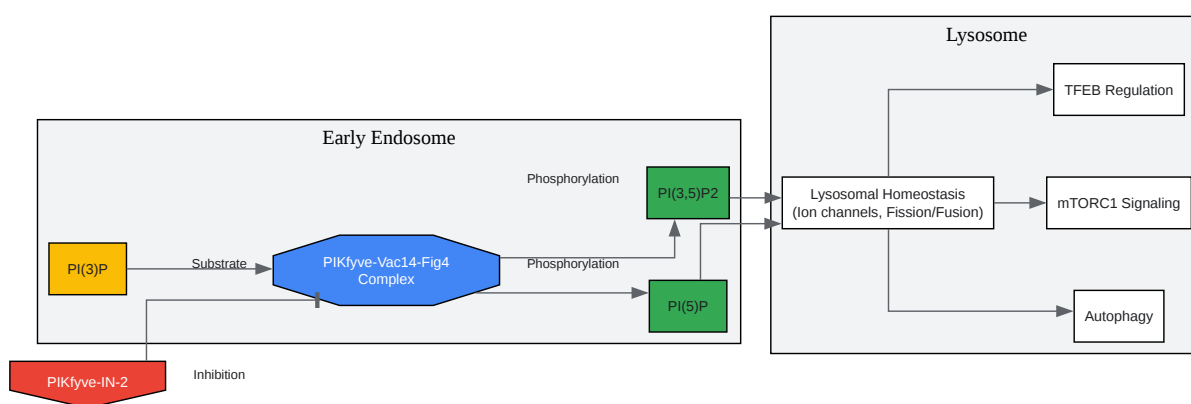 Lysosome
TFEB Regulation
Early Endosome
Phosphorylation
PI(3,5)P2
Lysosomal Homeostasis
(Ion channels, Fission/Fusion)
mTORC1 Signaling
PI(3)P
Substrate
PIKfyve-Vac14-Fig4
Complex
Phosphorylation
PI(5)P
Autophagy
PIKfyve-IN-2
Inhibition